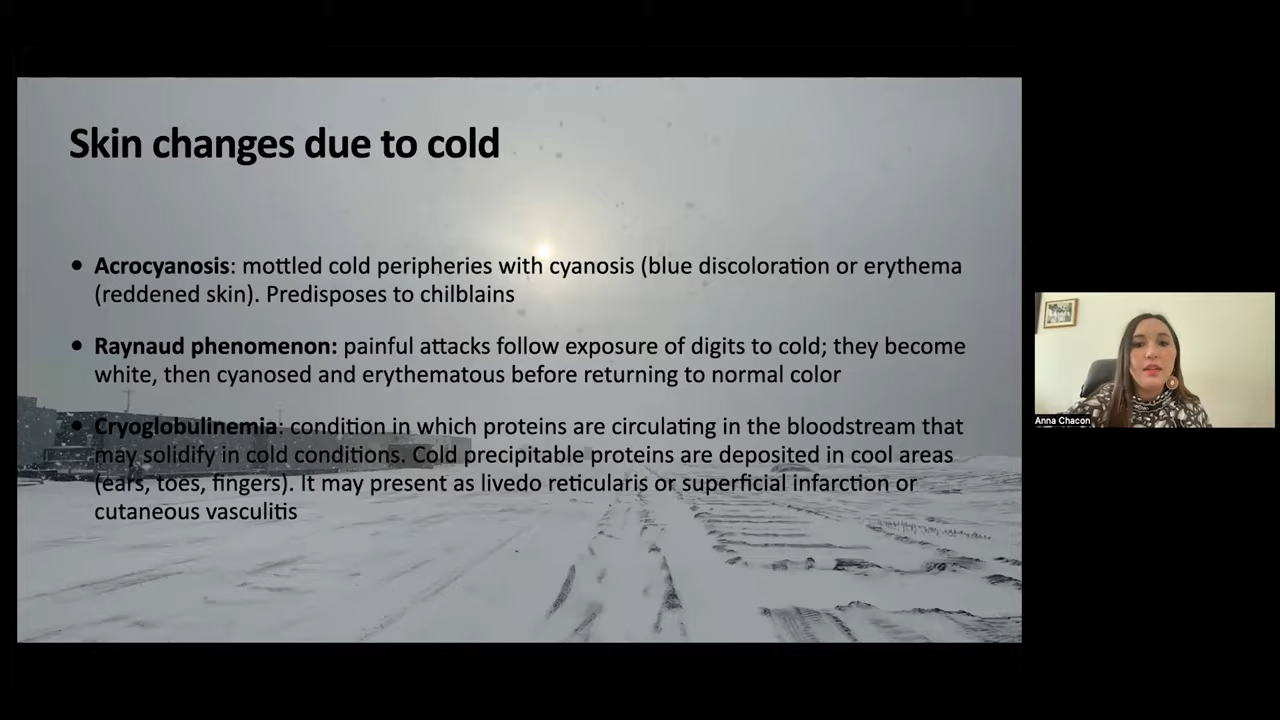 Skin changes due to cold
• Acrocyanosis: mottled cold peripheries with cyanosis (blue discoloration or erythema
(reddened skin). Predisposes to chilblains
• Raynaud phenomenon: painful attacks follow exposure of digits to cold; they become
white, then cyanosed and erythematous before returning to normal color
• Cryoglobulinemia: condition in which proteins are circulating in the bloodstream that
may solidify in cold conditions. Cold precipitable proteins are deposited in cool areas
(ears, toes, fingers). It may present as livedo reticularis or superficial infarction or
cutaneous vasculitis
Anna Chacon